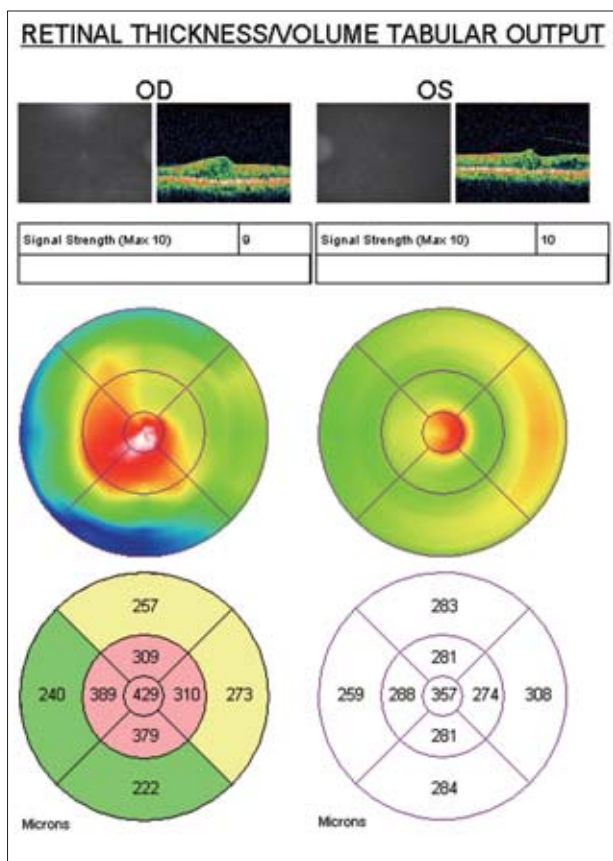 RETINAL THICKNESS/VOLUME TABULAR OUTPUT
OD
OS
Signal Strength (Max 10) 9
Signal Strength (Max 10) 10
257
309
240 389 429 310 273
379
222
Microns
283
281
259 288 357 274 308
281
284
Microns